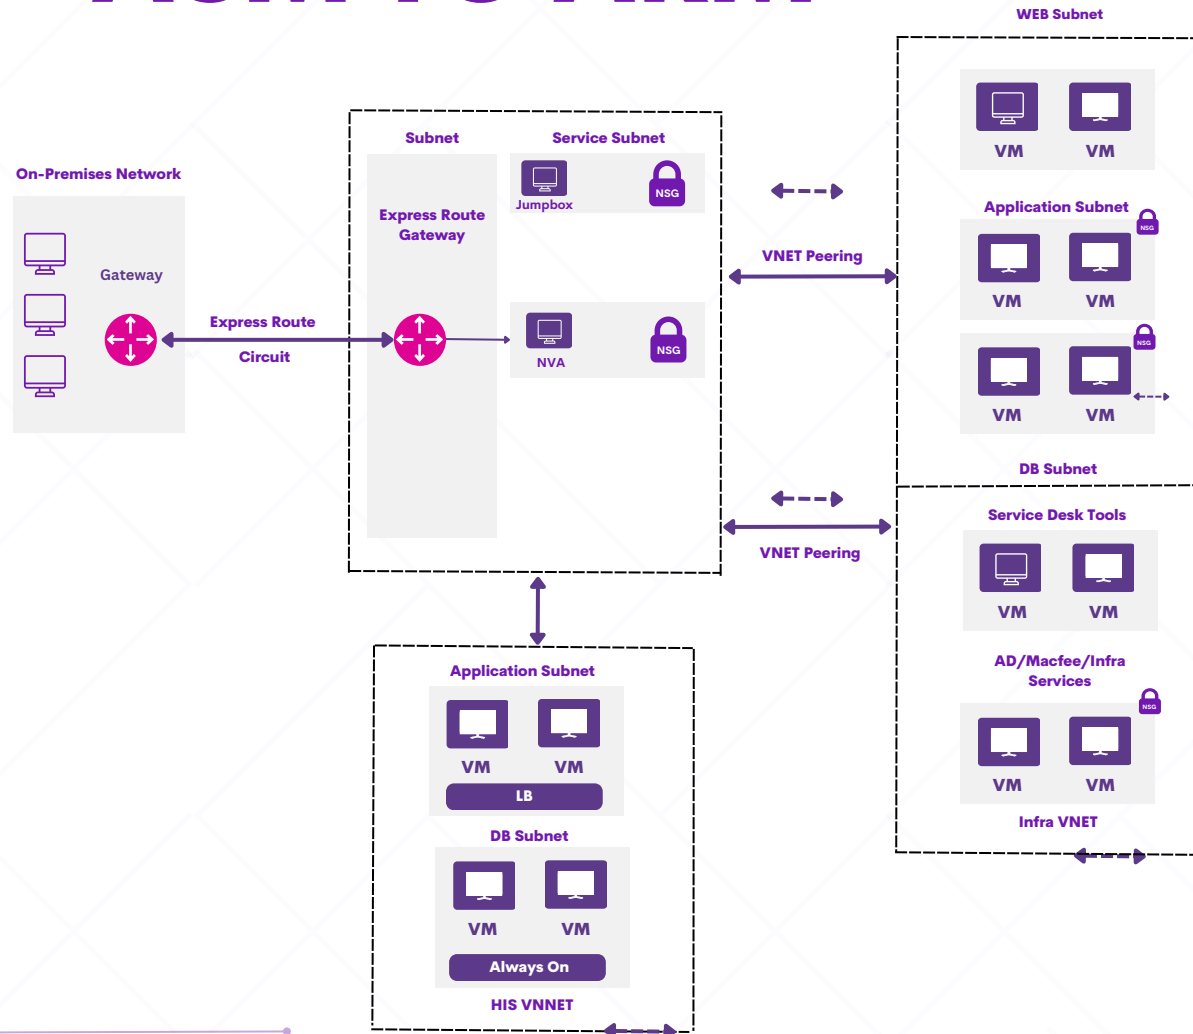 WEB Subnet
VM
VM
Application Subnet
NSG
VM
VM
NSG
VM
VM
DB Subnet
Subnet
Service Subnet
Express Route
Gateway
Jumpbox
NSG
NVA
NSG
On-Premises Network
Gateway
Express Route
Circuit
VNET Peering
VNET Peering
Service Desk Tools
VM
VM
AD/Macfee/Infra
Services
NSG
VM
VM
Infra VNET
Application Subnet
VM
VM
LB
DB Subnet
VM
VM
Always On
HIS VNNET